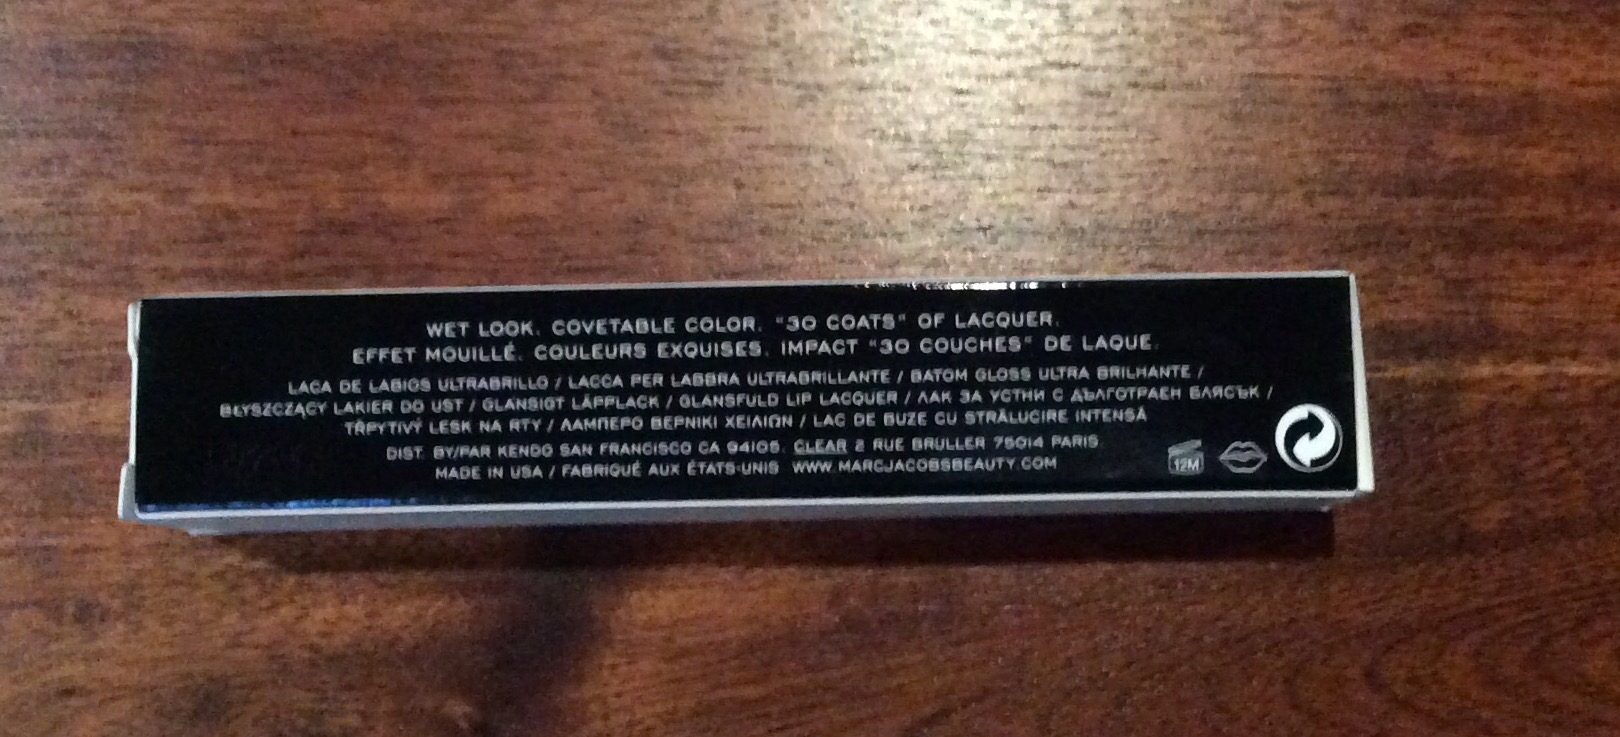 WET LOOK. COVETABLE COLOR. "30 COATS" OF LACQUER.
EFFET MOUILLÉ. COULEURS EXQUISES. IMPACT "30 COUCHES" DE LAQUE.
LACA DE LABIOS ULTRABRILLO / LACCA PER LABBRA ULTRABRILLANTE / BATOM GLOSS ULTRA BRILHANTE /
BŁYSZCZĄCY LAKIER DO UST / GLANSIGT LÄPPLACK / GLANSFULD LIP LACQUER / ЛАК ЗА УСТНИ С ДЪЛГОТРАЕН БЛЯСЪК /
TŘPYTIVÝ LESK NA RTY / ΛΑΜΠΕΡΟ ΒΕΡΝΙΚΙ ΧΕΙΛΙΩΝ / LAC DE BUZE CU STRĂLUCIRE INTENSĂ
DIST. BY/PAR KENDO SAN FRANCISCO CA 94105. CLEAR 2 RUE BRULLER 75014 PARIS
MADE IN USA / FABRIQUÉ AUX ÉTATS-UNIS WWW.MARCJACOBSBEAUTY.COM
12M